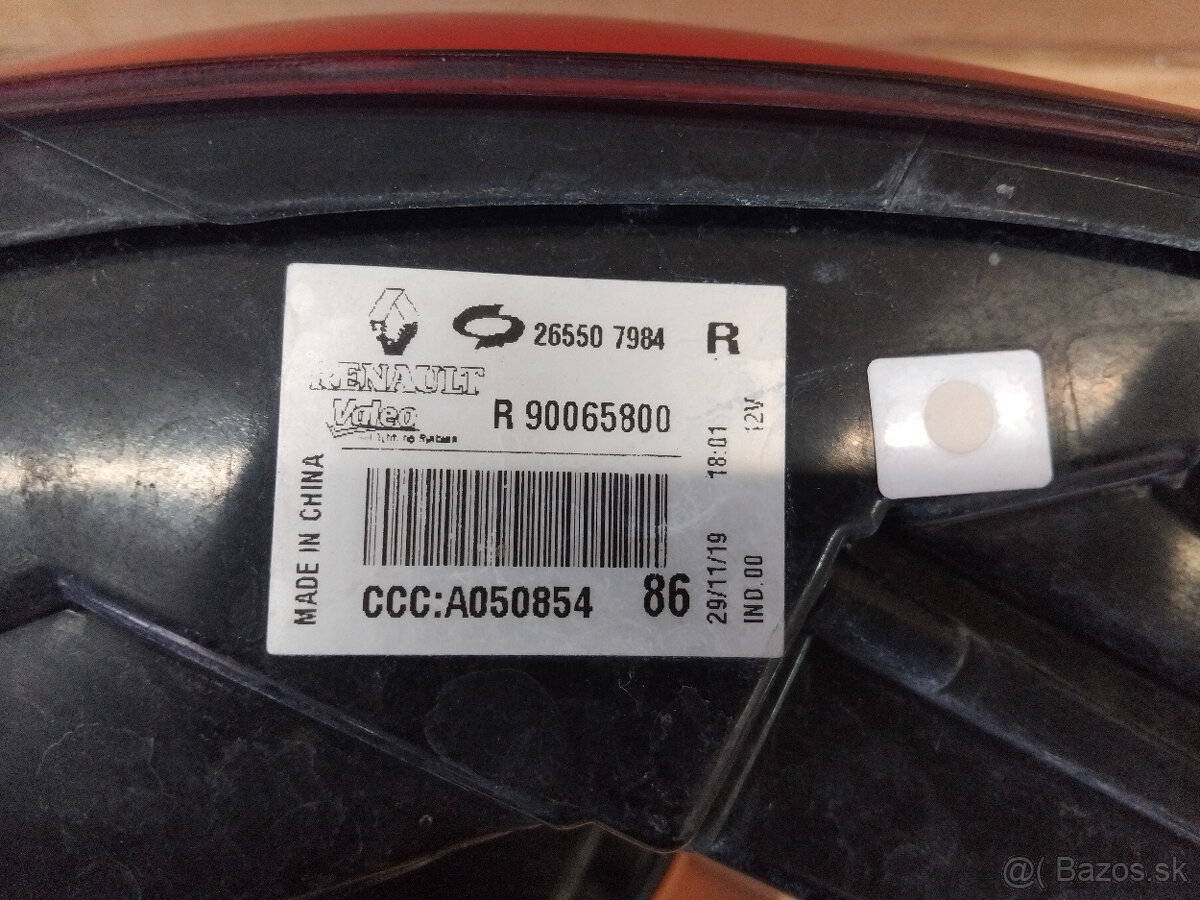 26550 7984 R
RENAULT
Valeo
R 90065800
MADE IN CHINA
CCC:A050854 86
29/11/19 18:01
IND.00 12V
@( Bazos.sk